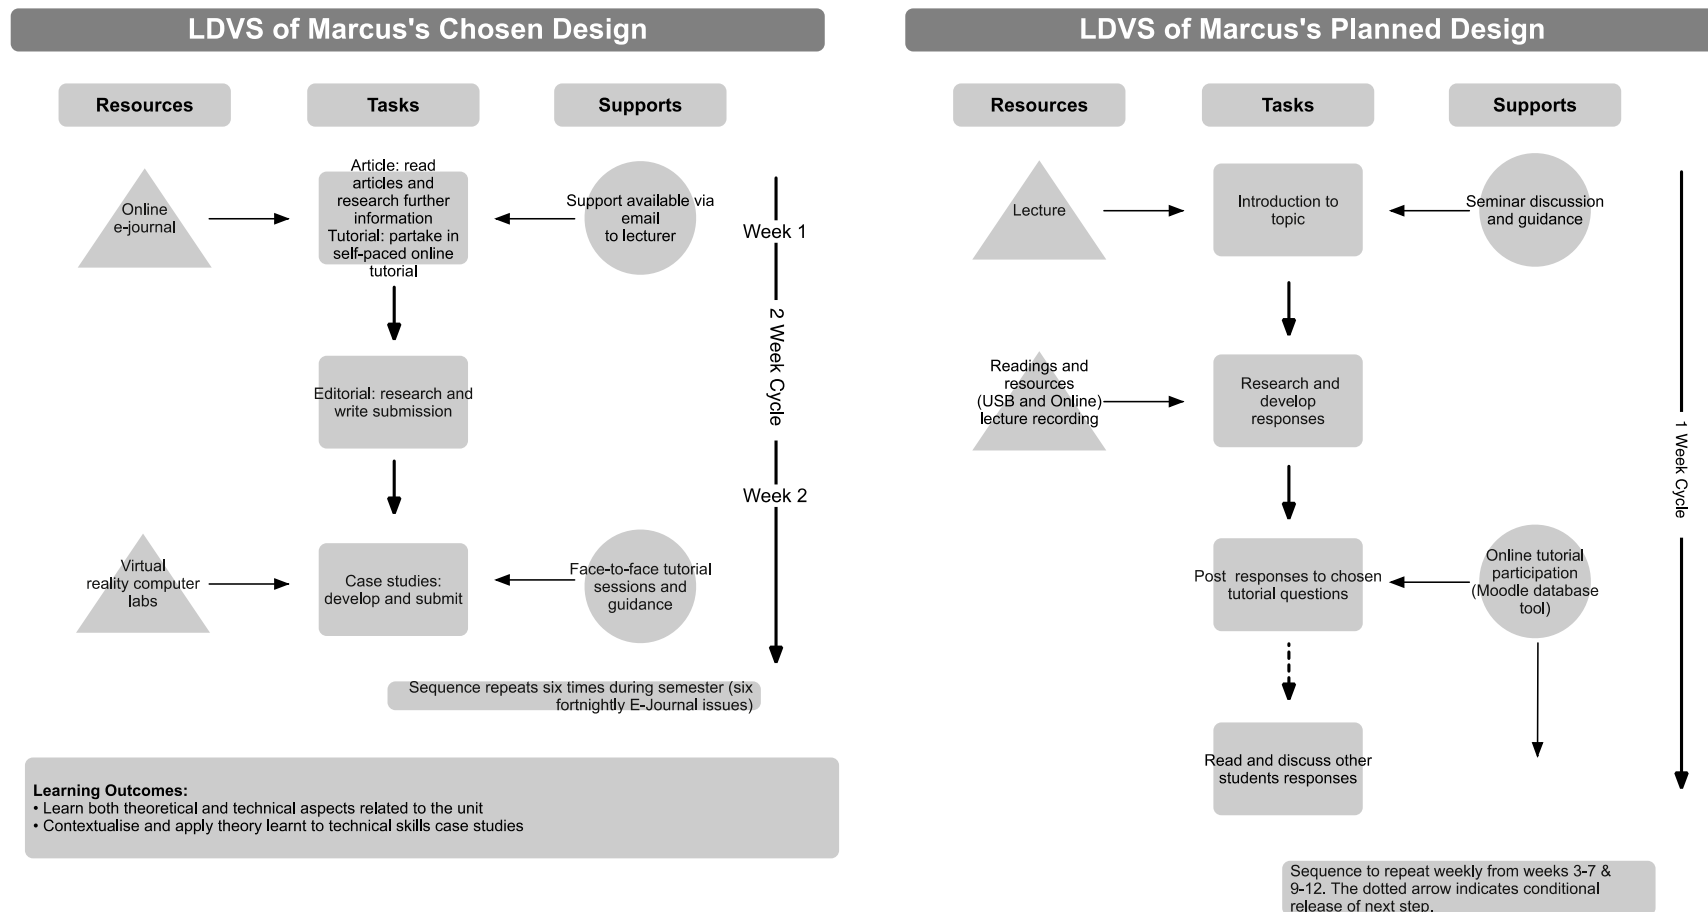 LDVS of Marcus's Chosen Design
Resources
Tasks
Supports
Online
e-journal
Article: read
articles and
research further
information
Tutorial: partake in
self-paced online
tutorial
Support available via
email
to lecturer
Week 1
2 Week Cycle
Editorial: research and
write submission
Week 2
Virtual
reality computer
labs
Case studies:
develop and submit
Face-to-face tutorial
sessions and
guidance
Sequence repeats six times during semester (six
fortnightly E-Journal issues)
Learning Outcomes:
• Learn both theoretical and technical aspects related to the unit
• Contextualise and apply theory learnt to technical skills case studies
LDVS of Marcus's Planned Design
Resources
Tasks
Supports
Lecture
Introduction to
topic
Seminar discussion
and guidance
Readings and
resources
(USB and Online)
lecture recording
Research and
develop
responses
1 Week Cycle
Post responses to chosen
tutorial questions
Online tutorial
participation
(Moodle database
tool)
Read and discuss other
students responses
Sequence to repeat weekly from weeks 3-7 &
9-12. The dotted arrow indicates conditional
release of next step.